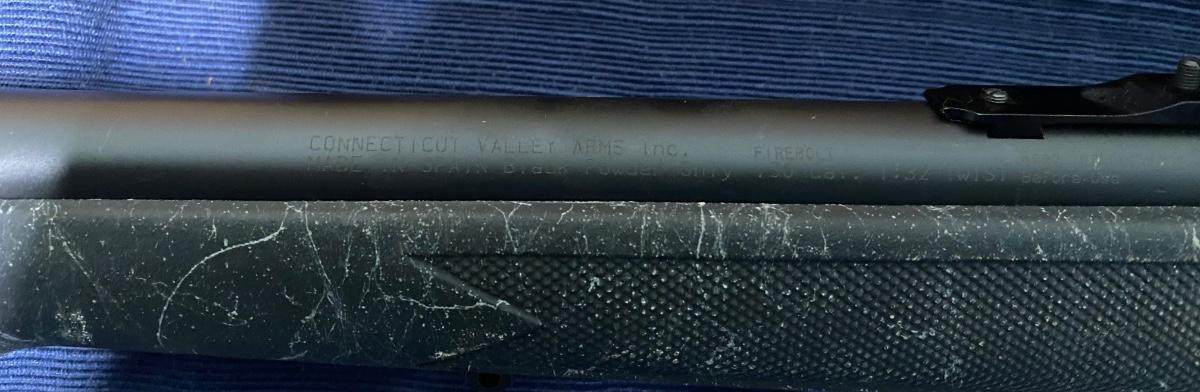 CONNECTICUT VALLEY ARMS Inc. FIREBOLT
MADE IN SPAIN Black Powder Only .50 Cal. 1:32 TWIST Before Use